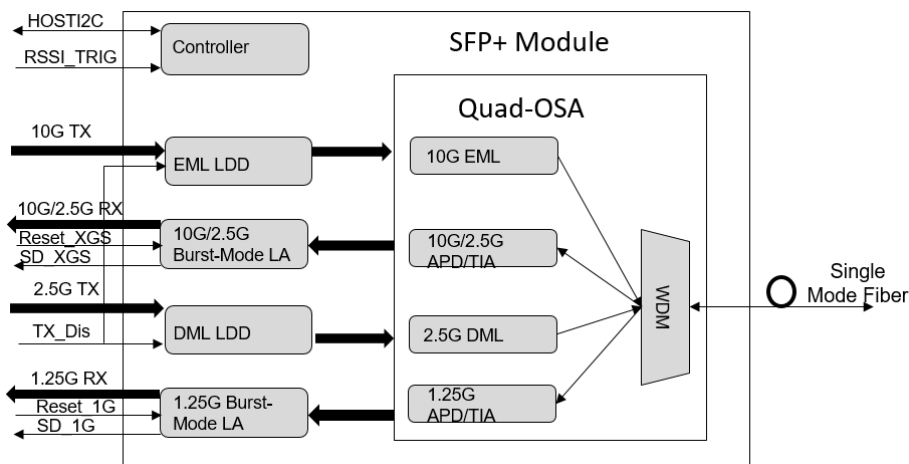 HOSTI2C
RSSI_TRIG
Controller
SFP+ Module
Quad-OSA
10G TX
EML LDD
10G EML
10G/2.5G RX
Reset_XGS
SD_XGS
10G/2.5G
Burst-Mode LA
10G/2.5G
APD/TIA
WDM
Single
Mode Fiber
2.5G TX
TX_Dis
DML LDD
2.5G DML
1.25G RX
Reset_1G
SD_1G
1.25G Burst-
Mode LA
1.25G
APD/TIA